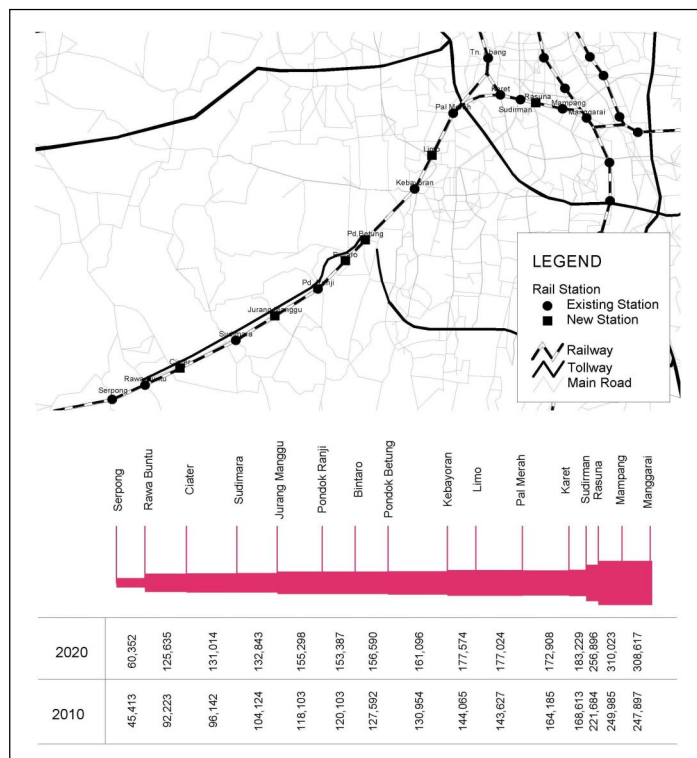 Tn. Abang
Karet
Rasuna
Pal Merah
Sudirman
Mampang
Manggarai
Limo
Kebayoran
Pd.Betung
Pd. Ranji
Jurang Manggu
Sudimara
Ciater
Rawa Buntu
Serpong
LEGEND
Rail Station
Existing Station
New Station
Railway
Tollway
Main Road
Serpong
Rawa Buntu
Ciater
Sudimara
Jurang Manggu
Pondok Ranji
Bintaro
Pondok Betung
Kebayoran
Limo
Pal Merah
Karet
Sudirman
Rasuna
Mampang
Manggarai
2020 60,352 125,635 131,014 132,843 155,298 153,387 156,590 161,096 177,574 177,024 172,908 183,229 256,896 310,023 308,617
2010 45,413 92,223 96,142 104,124 118,103 120,103 127,592 130,954 144,065 143,627 164,185 168,613 221,684 249,985 247,897